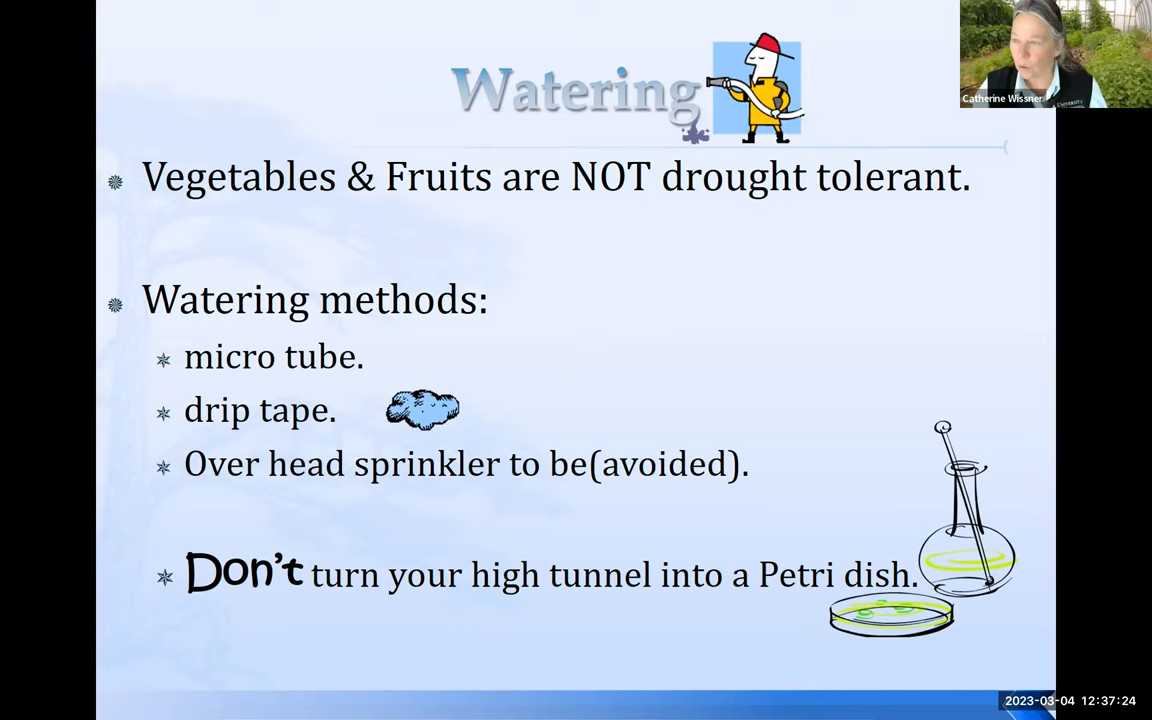 Watering
Catherine Wissner
UNIVERSITY
Vegetables & Fruits are NOT drought tolerant.
Watering methods:
micro tube.
drip tape.
Over head sprinkler to be(avoided).
Don't turn your high tunnel into a Petri dish.
2023-03-04 12:37:24